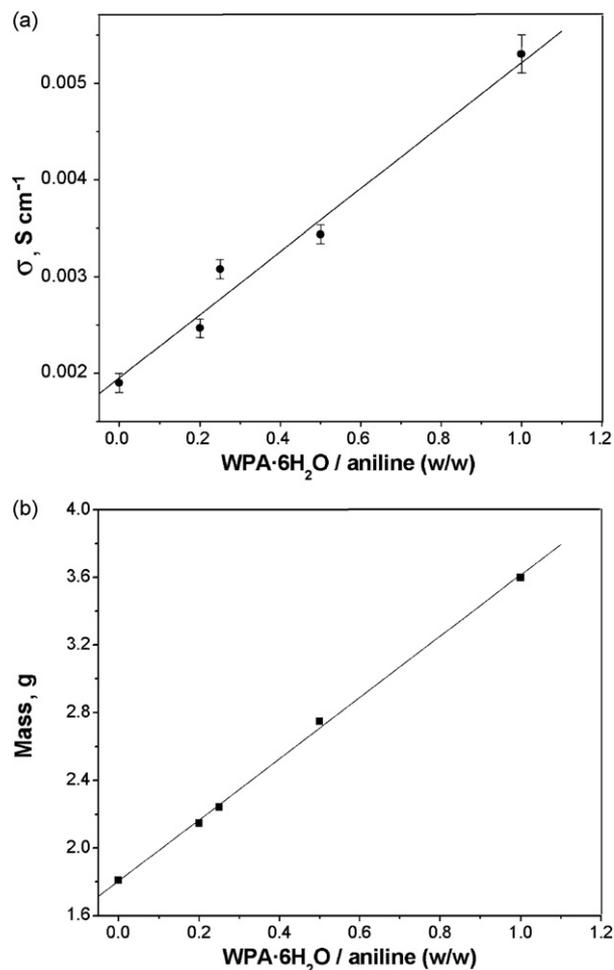 (a)
0.005
0.004
0.003
0.002
σ, S cm⁻¹
0.0 0.2 0.4 0.6 0.8 1.0 1.2
WPA·6H₂O / aniline (w/w)
(b)
4.0
3.6
3.2
2.8
2.4
2.0
1.6
Mass, g
0.0 0.2 0.4 0.6 0.8 1.0 1.2
WPA·6H₂O / aniline (w/w)